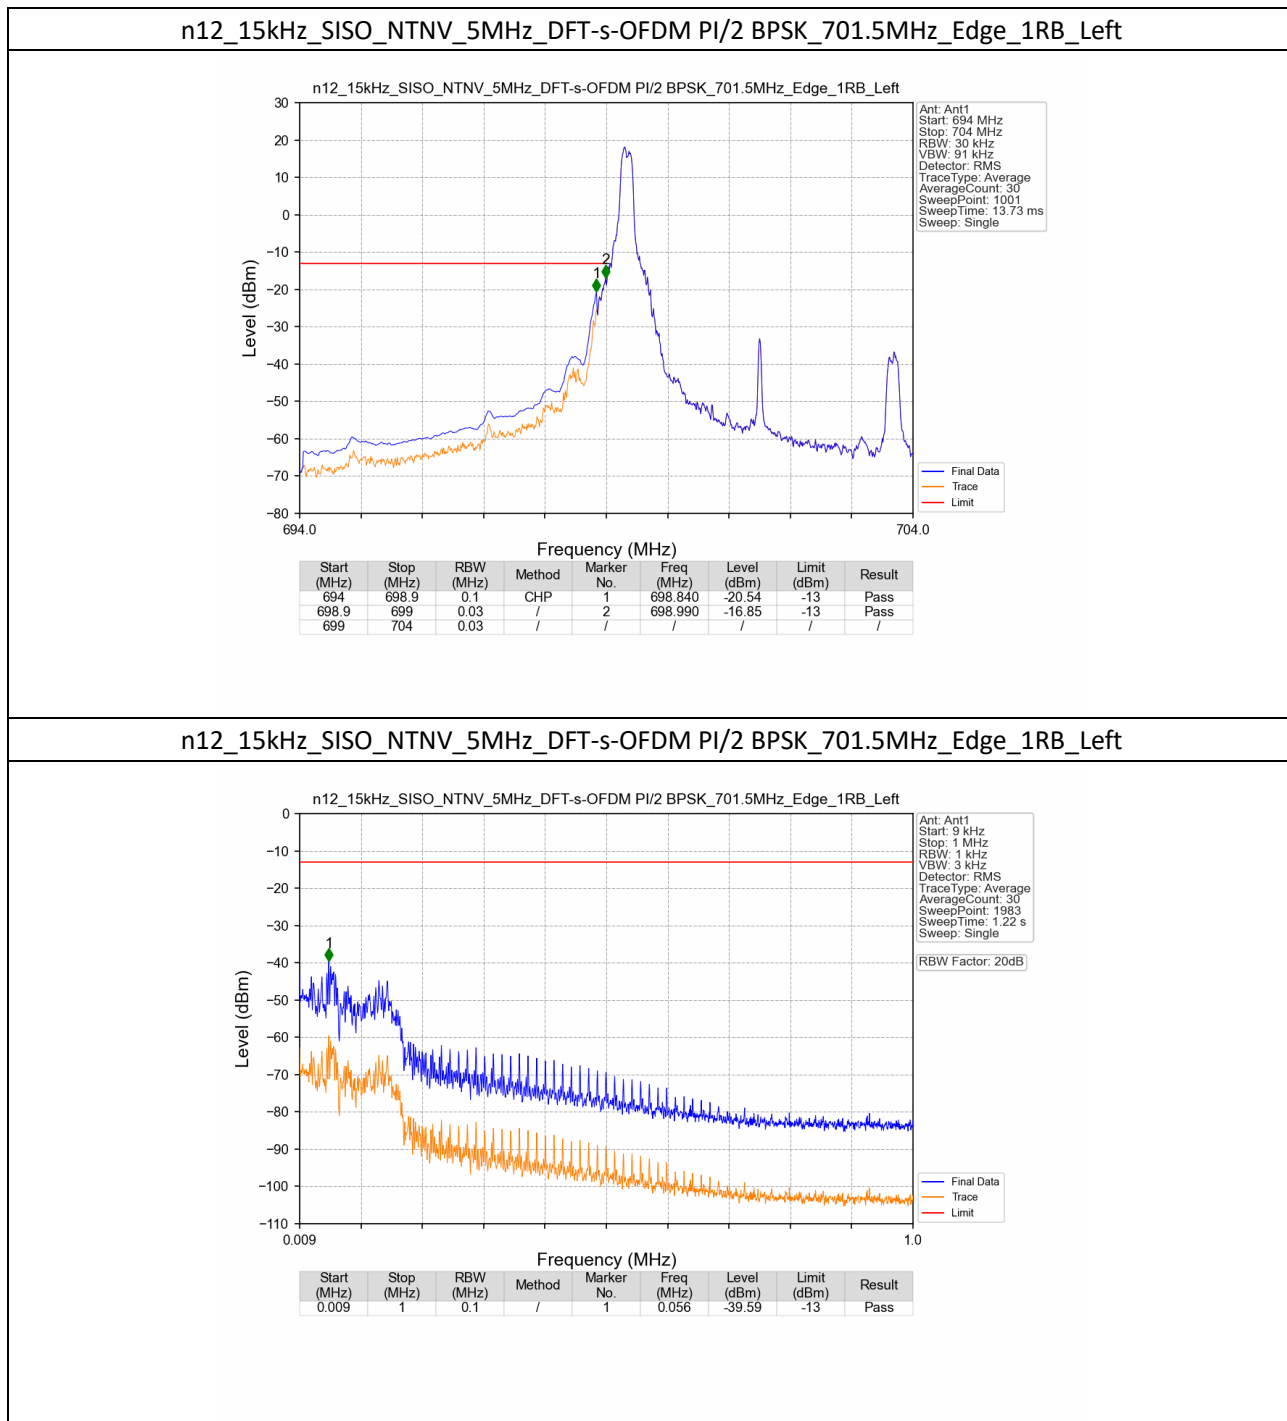 n12_15kHz_SISO_NTNV_5MHz_DFT-s-OFDM PI/2 BPSK_701.5MHz_Edge_1RB_Left
n12_15kHz_SISO_NTNV_5MHz_DFT-s-OFDM PI/2 BPSK_701.5MHz_Edge_1RB_Left
30
20
10
0
−10
−20
−30
−40
−50
−60
−70
−80
Level (dBm)
1
2
694.0
704.0
Frequency (MHz)
Ant: Ant1
Start: 694 MHz
Stop: 704 MHz
RBW: 30 kHz
VBW: 91 kHz
Detector: RMS
TraceType: Average
AverageCount: 30
SweepPoint: 1001
SweepTime: 13.73 ms
Sweep: Single
Final Data
Trace
Limit
Start (MHz) Stop (MHz) RBW (MHz) Method Marker No. Freq (MHz) Level (dBm) Limit (dBm) Result
694 698.9 0.1 CHP 1 698.840 -20.54 -13 Pass
698.9 699 0.03 / 2 698.990 -16.85 -13 Pass
699 704 0.03 / / / / / /
n12_15kHz_SISO_NTNV_5MHz_DFT-s-OFDM PI/2 BPSK_701.5MHz_Edge_1RB_Left
n12_15kHz_SISO_NTNV_5MHz_DFT-s-OFDM PI/2 BPSK_701.5MHz_Edge_1RB_Left
0
−10
−20
−30
−40
−50
−60
−70
−80
−90
−100
−110
Level (dBm)
1
0.009
1.0
Frequency (MHz)
Ant: Ant1
Start: 9 kHz
Stop: 1 MHz
RBW: 1 kHz
VBW: 3 kHz
Detector: RMS
TraceType: Average
AverageCount: 30
SweepPoint: 1983
SweepTime: 1.22 s
Sweep: Single
RBW Factor: 20dB
Final Data
Trace
Limit
Start (MHz) Stop (MHz) RBW (MHz) Method Marker No. Freq (MHz) Level (dBm) Limit (dBm) Result
0.009 1 0.1 / 1 0.056 -39.59 -13 Pass